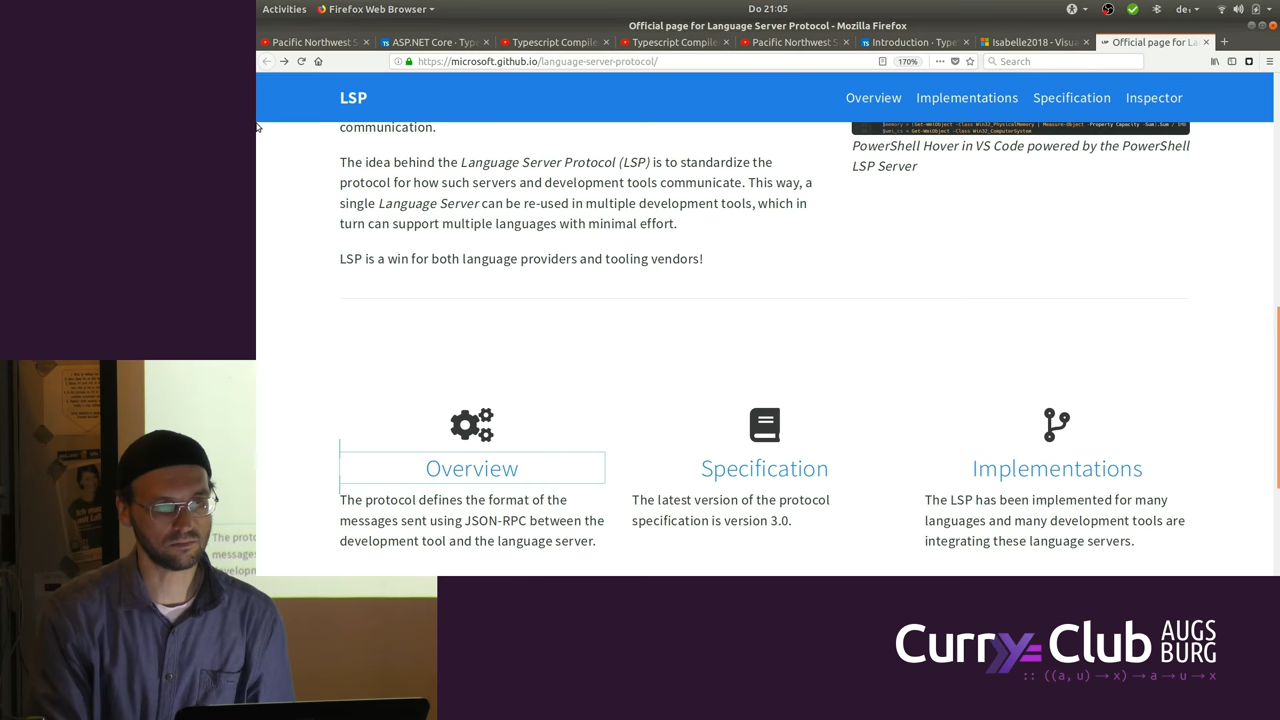 Activities
Firefox Web Browser
Do 21:05
de
Official page for Language Server Protocol - Mozilla Firefox
Pacific Northwest S
ASP.NET Core · Type
Typescript Compile
Typescript Compile
Pacific Northwest S
Introduction · Type
Isabelle2018 - Visua
Official page for La
https://microsoft.github.io/language-server-protocol/
170%
Search
LSP
Overview
Implementations
Specification
Inspector
communication.
The idea behind the Language Server Protocol (LSP) is to standardize the
protocol for how such servers and development tools communicate. This way, a
single Language Server can be re-used in multiple development tools, which in
turn can support multiple languages with minimal effort.
LSP is a win for both language providers and tooling vendors!
PowerShell Hover in VS Code powered by the PowerShell
LSP Server
Overview
The protocol defines the format of the
messages sent using JSON-RPC between the
development tool and the language server.
Specification
The latest version of the protocol
specification is version 3.0.
Implementations
The LSP has been implemented for many
languages and many development tools are
integrating these language servers.
Curry Club
AUGS
BURG
:: ((a, u) → x) → a → u → x